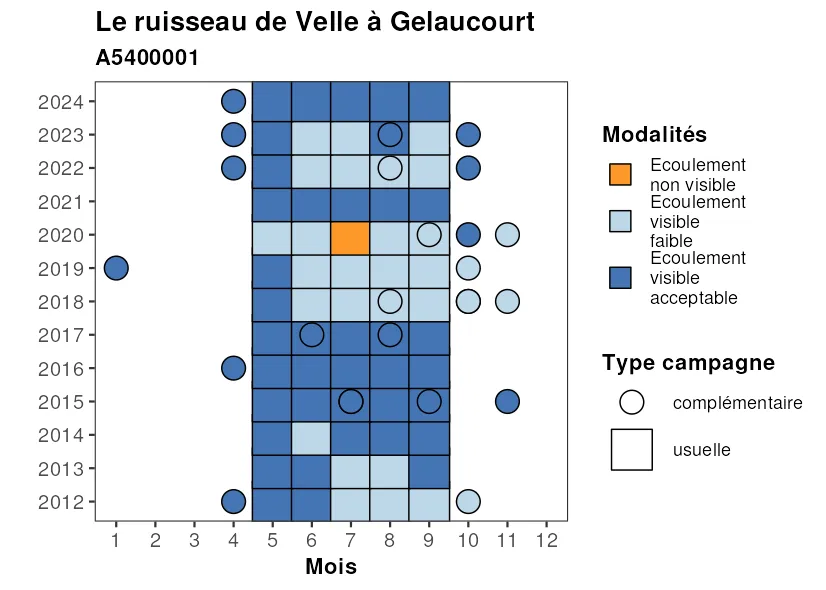 Le ruisseau de Velle à Gelaucourt
A5400001
2024
2023
2022
2021
2020
2019
2018
2017
2016
2015
2014
2013
2012
1 2 3 4 5 6 7 8 9 10 11 12
Mois
Modalités
Ecoulement
non visible
Ecoulement
visible
faible
Ecoulement
visible
acceptable
Type campagne
complémentaire
usuelle